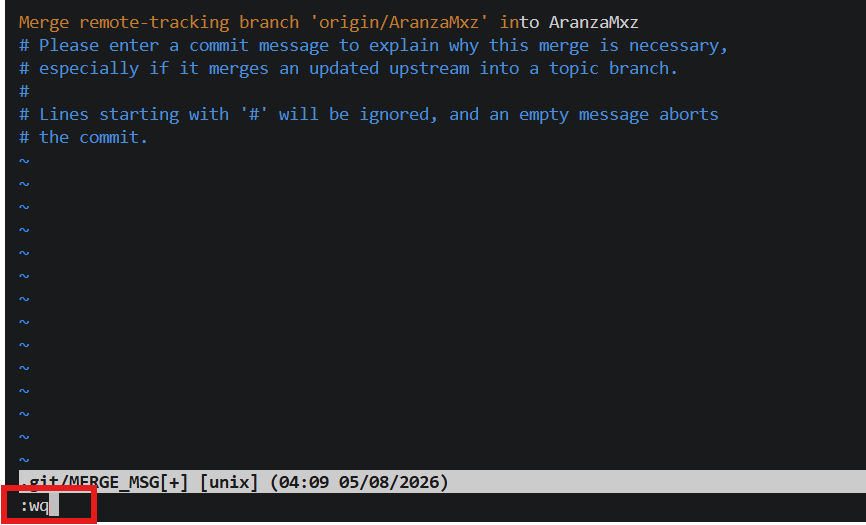 Merge remote-tracking branch 'origin/AranzaMxz' into AranzaMxz
# Please enter a commit message to explain why this merge is necessary,
# especially if it merges an updated upstream into a topic branch.
#
# Lines starting with '#' will be ignored, and an empty message aborts
# the commit.
~
~
~
~
~
~
~
~
~
~
~
~
~
~
.git/MERGE_MSG[+] [unix] (04:09 05/08/2026)
:wq